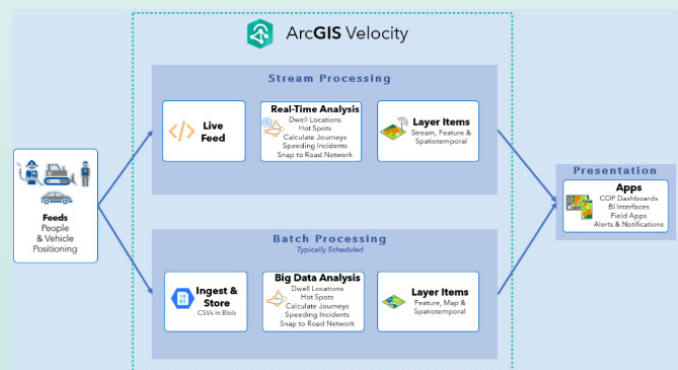 ArcGIS Velocity
Stream Processing
Live
Feed
Real-Time Analysis
Dwell Locations
Hot Spots
Calculate Journeys
Speeding Incidents
Snap to Road Network
Layer Items
Stream, Feature &
Spatiotemporal
Feeds
People
& Vehicle
Positioning
Presentation
Apps
COP Dashboards
BI Interfaces
Field Apps
Alerts & Notifications
Batch Processing
Typically Scheduled
Ingest &
Store
CSVs in Blob
Big Data Analysis
Dwell Locations
Hot Spots
Calculate Journeys
Speeding Incidents
Snap to Road Network
Layer Items
Feature, Map &
Spatiotemporal